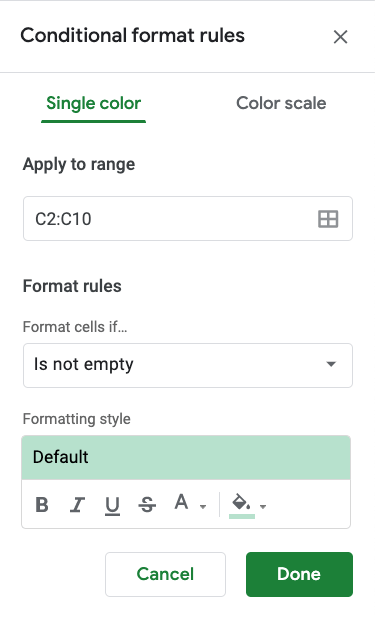 Conditional format rules
Single color
Color scale
Apply to range
C2:C10
Format rules
Format cells if…
Is not empty
Formatting style
Default
B I U S A
Cancel
Done